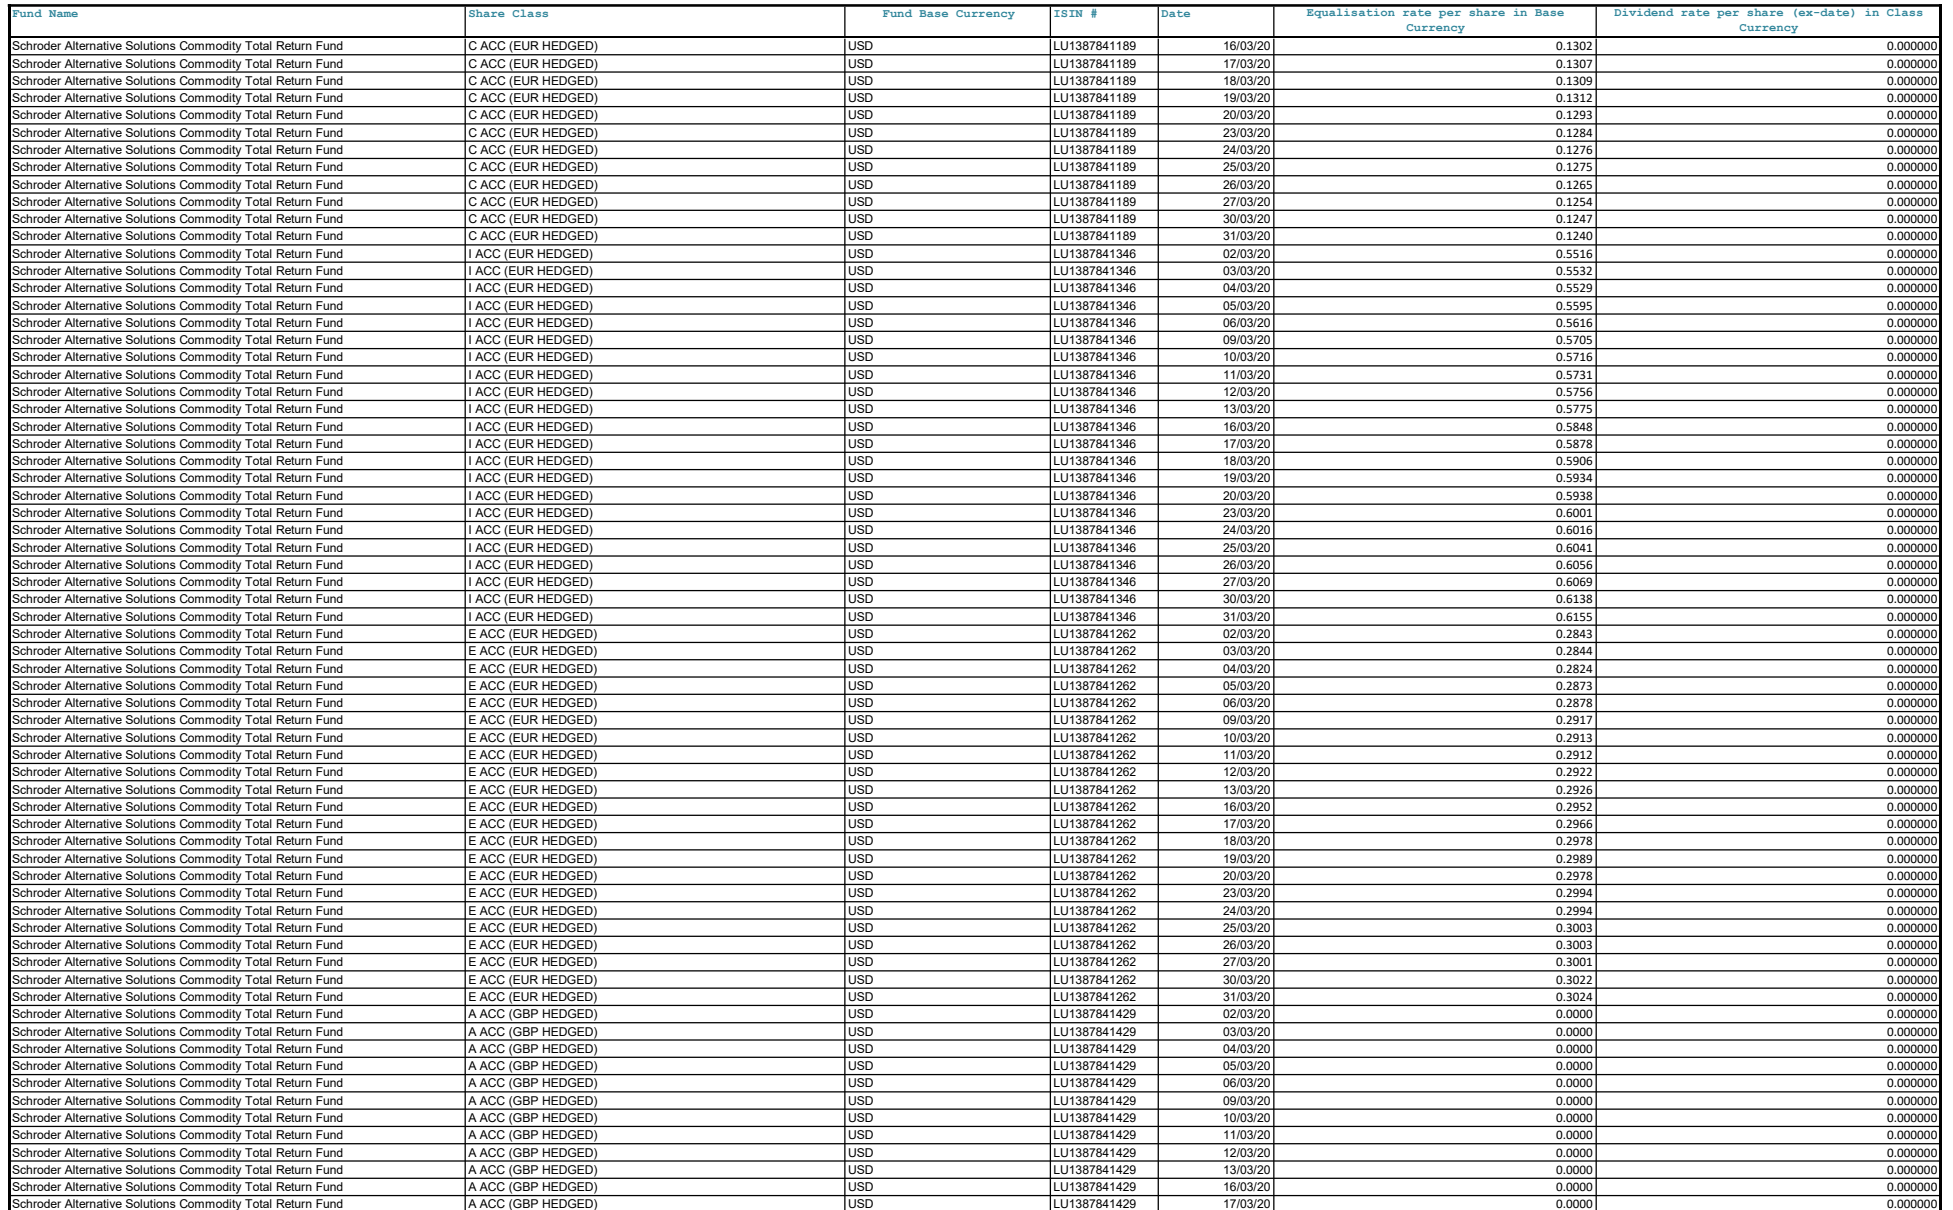 Fund Name Share Class Fund Base Currency ISIN # Date Equalisation rate per share in Base Currency Dividend rate per share (ex-date) in Class Currency
Schroder Alternative Solutions Commodity Total Return Fund C ACC (EUR HEDGED) USD LU1387841189 16/03/20 0.1302 0.000000
Schroder Alternative Solutions Commodity Total Return Fund C ACC (EUR HEDGED) USD LU1387841189 17/03/20 0.1307 0.000000
Schroder Alternative Solutions Commodity Total Return Fund C ACC (EUR HEDGED) USD LU1387841189 18/03/20 0.1309 0.000000
Schroder Alternative Solutions Commodity Total Return Fund C ACC (EUR HEDGED) USD LU1387841189 19/03/20 0.1312 0.000000
Schroder Alternative Solutions Commodity Total Return Fund C ACC (EUR HEDGED) USD LU1387841189 20/03/20 0.1293 0.000000
Schroder Alternative Solutions Commodity Total Return Fund C ACC (EUR HEDGED) USD LU1387841189 23/03/20 0.1284 0.000000
Schroder Alternative Solutions Commodity Total Return Fund C ACC (EUR HEDGED) USD LU1387841189 24/03/20 0.1276 0.000000
Schroder Alternative Solutions Commodity Total Return Fund C ACC (EUR HEDGED) USD LU1387841189 25/03/20 0.1275 0.000000
Schroder Alternative Solutions Commodity Total Return Fund C ACC (EUR HEDGED) USD LU1387841189 26/03/20 0.1265 0.000000
Schroder Alternative Solutions Commodity Total Return Fund C ACC (EUR HEDGED) USD LU1387841189 27/03/20 0.1254 0.000000
Schroder Alternative Solutions Commodity Total Return Fund C ACC (EUR HEDGED) USD LU1387841189 30/03/20 0.1247 0.000000
Schroder Alternative Solutions Commodity Total Return Fund C ACC (EUR HEDGED) USD LU1387841189 31/03/20 0.1240 0.000000
Schroder Alternative Solutions Commodity Total Return Fund I ACC (EUR HEDGED) USD LU1387841346 02/03/20 0.5516 0.000000
Schroder Alternative Solutions Commodity Total Return Fund I ACC (EUR HEDGED) USD LU1387841346 03/03/20 0.5532 0.000000
Schroder Alternative Solutions Commodity Total Return Fund I ACC (EUR HEDGED) USD LU1387841346 04/03/20 0.5529 0.000000
Schroder Alternative Solutions Commodity Total Return Fund I ACC (EUR HEDGED) USD LU1387841346 05/03/20 0.5595 0.000000
Schroder Alternative Solutions Commodity Total Return Fund I ACC (EUR HEDGED) USD LU1387841346 06/03/20 0.5616 0.000000
Schroder Alternative Solutions Commodity Total Return Fund I ACC (EUR HEDGED) USD LU1387841346 09/03/20 0.5705 0.000000
Schroder Alternative Solutions Commodity Total Return Fund I ACC (EUR HEDGED) USD LU1387841346 10/03/20 0.5716 0.000000
Schroder Alternative Solutions Commodity Total Return Fund I ACC (EUR HEDGED) USD LU1387841346 11/03/20 0.5731 0.000000
Schroder Alternative Solutions Commodity Total Return Fund I ACC (EUR HEDGED) USD LU1387841346 12/03/20 0.5756 0.000000
Schroder Alternative Solutions Commodity Total Return Fund I ACC (EUR HEDGED) USD LU1387841346 13/03/20 0.5775 0.000000
Schroder Alternative Solutions Commodity Total Return Fund I ACC (EUR HEDGED) USD LU1387841346 16/03/20 0.5848 0.000000
Schroder Alternative Solutions Commodity Total Return Fund I ACC (EUR HEDGED) USD LU1387841346 17/03/20 0.5878 0.000000
Schroder Alternative Solutions Commodity Total Return Fund I ACC (EUR HEDGED) USD LU1387841346 18/03/20 0.5906 0.000000
Schroder Alternative Solutions Commodity Total Return Fund I ACC (EUR HEDGED) USD LU1387841346 19/03/20 0.5934 0.000000
Schroder Alternative Solutions Commodity Total Return Fund I ACC (EUR HEDGED) USD LU1387841346 20/03/20 0.5938 0.000000
Schroder Alternative Solutions Commodity Total Return Fund I ACC (EUR HEDGED) USD LU1387841346 23/03/20 0.6001 0.000000
Schroder Alternative Solutions Commodity Total Return Fund I ACC (EUR HEDGED) USD LU1387841346 24/03/20 0.6016 0.000000
Schroder Alternative Solutions Commodity Total Return Fund I ACC (EUR HEDGED) USD LU1387841346 25/03/20 0.6041 0.000000
Schroder Alternative Solutions Commodity Total Return Fund I ACC (EUR HEDGED) USD LU1387841346 26/03/20 0.6056 0.000000
Schroder Alternative Solutions Commodity Total Return Fund I ACC (EUR HEDGED) USD LU1387841346 27/03/20 0.6069 0.000000
Schroder Alternative Solutions Commodity Total Return Fund I ACC (EUR HEDGED) USD LU1387841346 30/03/20 0.6138 0.000000
Schroder Alternative Solutions Commodity Total Return Fund I ACC (EUR HEDGED) USD LU1387841346 31/03/20 0.6155 0.000000
Schroder Alternative Solutions Commodity Total Return Fund E ACC (EUR HEDGED) USD LU1387841262 02/03/20 0.2843 0.000000
Schroder Alternative Solutions Commodity Total Return Fund E ACC (EUR HEDGED) USD LU1387841262 03/03/20 0.2844 0.000000
Schroder Alternative Solutions Commodity Total Return Fund E ACC (EUR HEDGED) USD LU1387841262 04/03/20 0.2824 0.000000
Schroder Alternative Solutions Commodity Total Return Fund E ACC (EUR HEDGED) USD LU1387841262 05/03/20 0.2873 0.000000
Schroder Alternative Solutions Commodity Total Return Fund E ACC (EUR HEDGED) USD LU1387841262 06/03/20 0.2878 0.000000
Schroder Alternative Solutions Commodity Total Return Fund E ACC (EUR HEDGED) USD LU1387841262 09/03/20 0.2917 0.000000
Schroder Alternative Solutions Commodity Total Return Fund E ACC (EUR HEDGED) USD LU1387841262 10/03/20 0.2913 0.000000
Schroder Alternative Solutions Commodity Total Return Fund E ACC (EUR HEDGED) USD LU1387841262 11/03/20 0.2912 0.000000
Schroder Alternative Solutions Commodity Total Return Fund E ACC (EUR HEDGED) USD LU1387841262 12/03/20 0.2922 0.000000
Schroder Alternative Solutions Commodity Total Return Fund E ACC (EUR HEDGED) USD LU1387841262 13/03/20 0.2926 0.000000
Schroder Alternative Solutions Commodity Total Return Fund E ACC (EUR HEDGED) USD LU1387841262 16/03/20 0.2952 0.000000
Schroder Alternative Solutions Commodity Total Return Fund E ACC (EUR HEDGED) USD LU1387841262 17/03/20 0.2966 0.000000
Schroder Alternative Solutions Commodity Total Return Fund E ACC (EUR HEDGED) USD LU1387841262 18/03/20 0.2978 0.000000
Schroder Alternative Solutions Commodity Total Return Fund E ACC (EUR HEDGED) USD LU1387841262 19/03/20 0.2989 0.000000
Schroder Alternative Solutions Commodity Total Return Fund E ACC (EUR HEDGED) USD LU1387841262 20/03/20 0.2978 0.000000
Schroder Alternative Solutions Commodity Total Return Fund E ACC (EUR HEDGED) USD LU1387841262 23/03/20 0.2994 0.000000
Schroder Alternative Solutions Commodity Total Return Fund E ACC (EUR HEDGED) USD LU1387841262 24/03/20 0.2994 0.000000
Schroder Alternative Solutions Commodity Total Return Fund E ACC (EUR HEDGED) USD LU1387841262 25/03/20 0.3003 0.000000
Schroder Alternative Solutions Commodity Total Return Fund E ACC (EUR HEDGED) USD LU1387841262 26/03/20 0.3003 0.000000
Schroder Alternative Solutions Commodity Total Return Fund E ACC (EUR HEDGED) USD LU1387841262 27/03/20 0.3001 0.000000
Schroder Alternative Solutions Commodity Total Return Fund E ACC (EUR HEDGED) USD LU1387841262 30/03/20 0.3022 0.000000
Schroder Alternative Solutions Commodity Total Return Fund E ACC (EUR HEDGED) USD LU1387841262 31/03/20 0.3024 0.000000
Schroder Alternative Solutions Commodity Total Return Fund A ACC (GBP HEDGED) USD LU1387841429 02/03/20 0.0000 0.000000
Schroder Alternative Solutions Commodity Total Return Fund A ACC (GBP HEDGED) USD LU1387841429 03/03/20 0.0000 0.000000
Schroder Alternative Solutions Commodity Total Return Fund A ACC (GBP HEDGED) USD LU1387841429 04/03/20 0.0000 0.000000
Schroder Alternative Solutions Commodity Total Return Fund A ACC (GBP HEDGED) USD LU1387841429 05/03/20 0.0000 0.000000
Schroder Alternative Solutions Commodity Total Return Fund A ACC (GBP HEDGED) USD LU1387841429 06/03/20 0.0000 0.000000
Schroder Alternative Solutions Commodity Total Return Fund A ACC (GBP HEDGED) USD LU1387841429 09/03/20 0.0000 0.000000
Schroder Alternative Solutions Commodity Total Return Fund A ACC (GBP HEDGED) USD LU1387841429 10/03/20 0.0000 0.000000
Schroder Alternative Solutions Commodity Total Return Fund A ACC (GBP HEDGED) USD LU1387841429 11/03/20 0.0000 0.000000
Schroder Alternative Solutions Commodity Total Return Fund A ACC (GBP HEDGED) USD LU1387841429 12/03/20 0.0000 0.000000
Schroder Alternative Solutions Commodity Total Return Fund A ACC (GBP HEDGED) USD LU1387841429 13/03/20 0.0000 0.000000
Schroder Alternative Solutions Commodity Total Return Fund A ACC (GBP HEDGED) USD LU1387841429 16/03/20 0.0000 0.000000
Schroder Alternative Solutions Commodity Total Return Fund A ACC (GBP HEDGED) USD LU1387841429 17/03/20 0.0000 0.000000